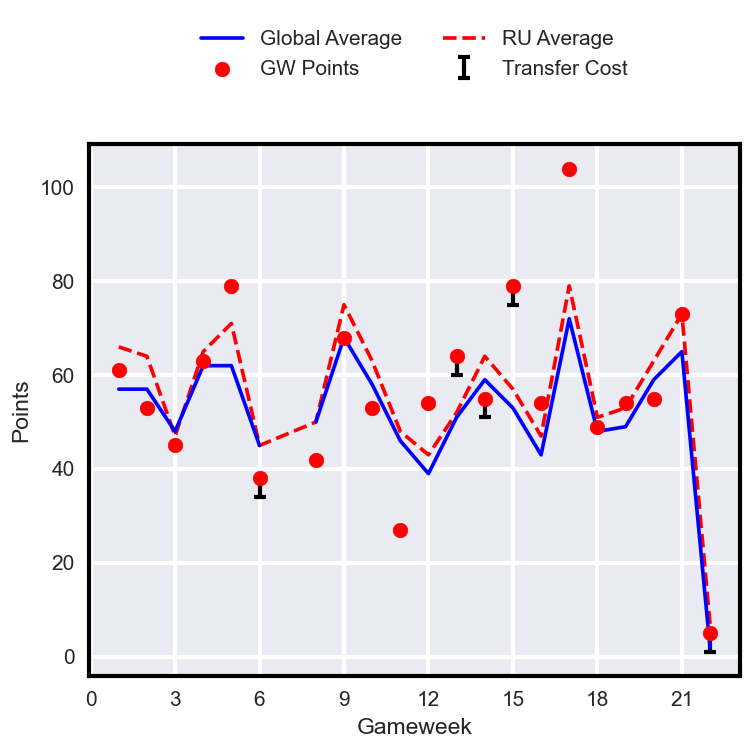 Global Average
RU Average
GW Points
Transfer Cost
100
80
60
40
20
0
Points
0 3 6 9 12 15 18 21
Gameweek